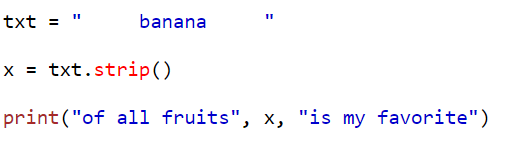 txt = "     banana     "
x = txt.strip()
print("of all fruits", x, "is my favorite")